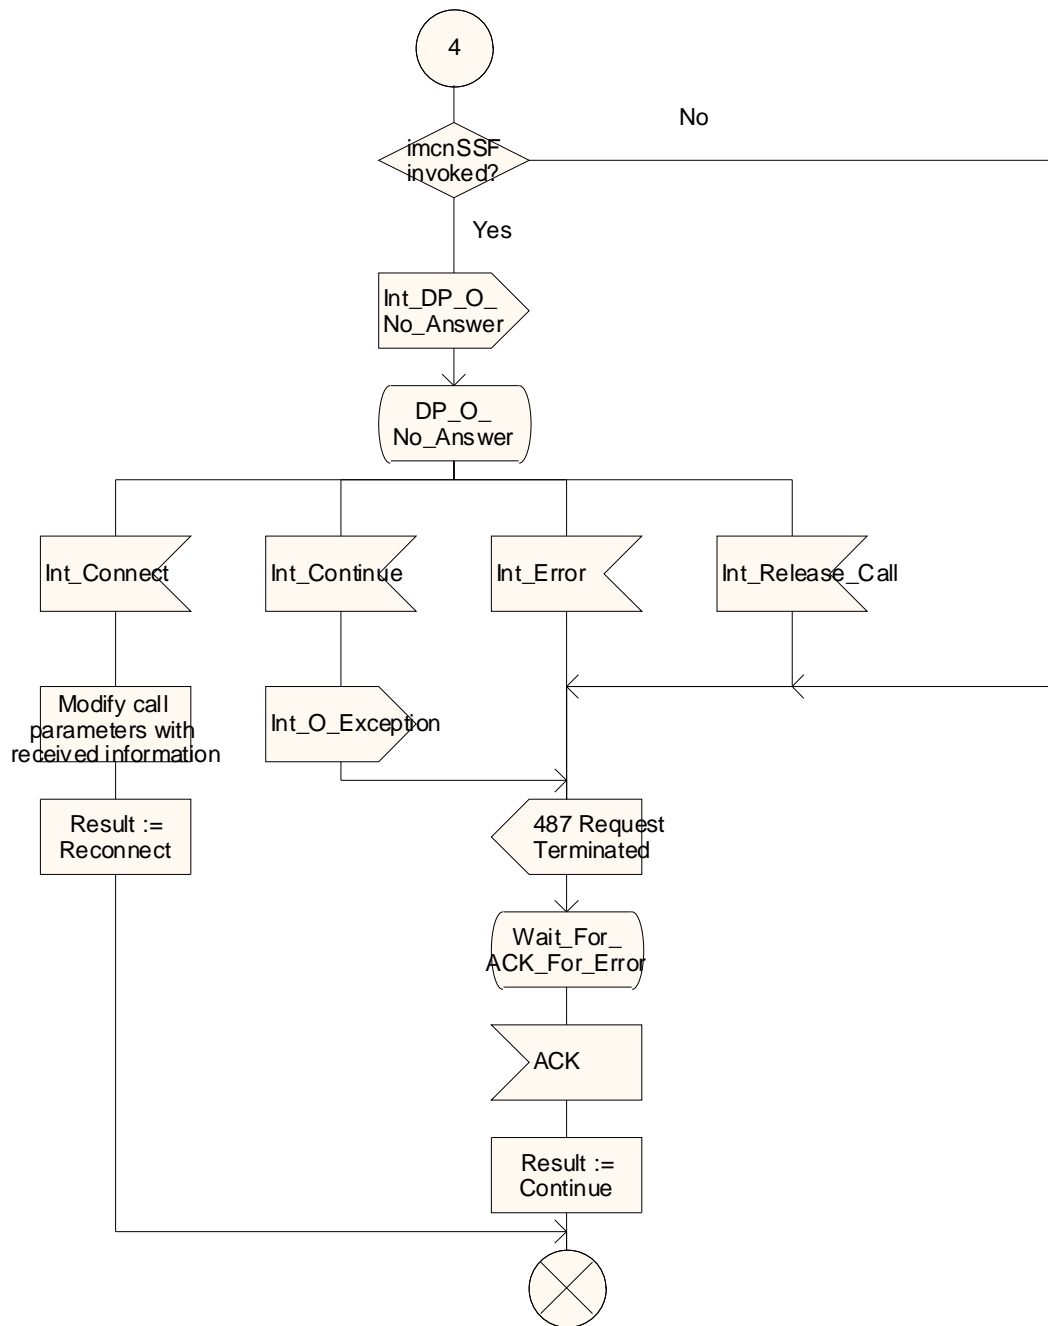 4
No
imcnSSF
invoked?
Yes
Int_DP_O_
No_Answer
DP_O_
No_Answer
Int_Connect
Int_Continue
Int_Error
Int_Release_Call
Modify call
parameters with
received information
Int_O_Exception
Result :=
Reconnect
487 Request
Terminated
Wait_For_
ACK_For_Error
ACK
Result :=
Continue